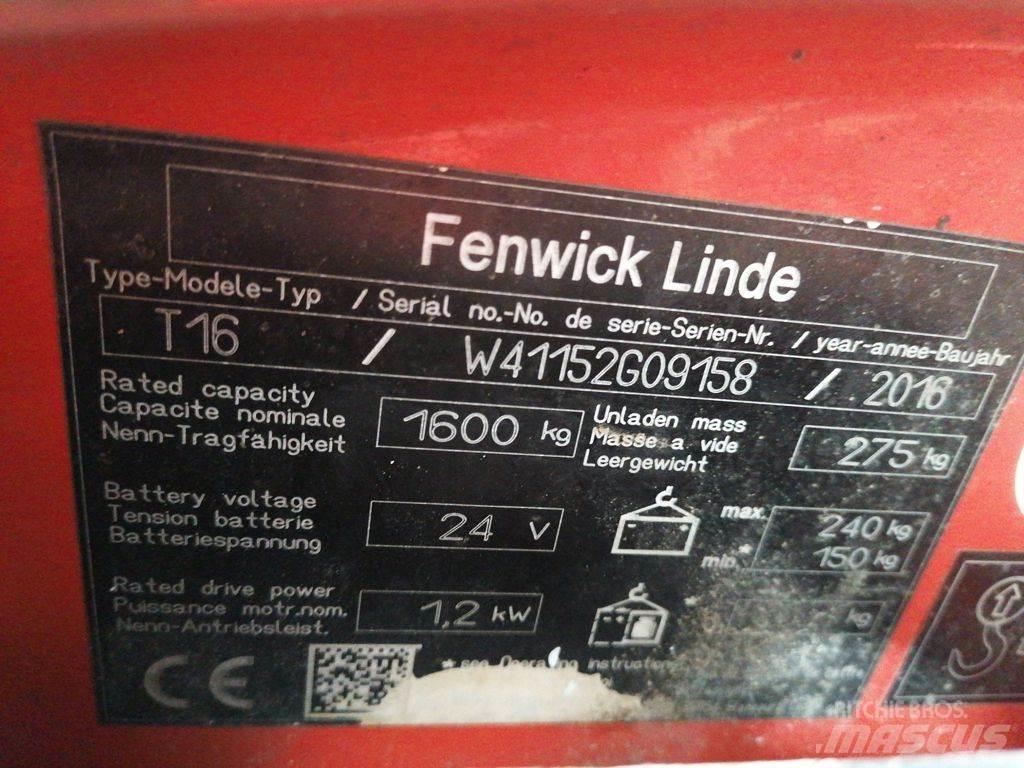 Fenwick Linde
Type-Modele-Typ / Serial no.-No. de serie-Serien-Nr. / year-annee-Baujahr
T16 / W41152G09158 / 2016
Rated capacity
Capacite nominale
Nenn-Tragfähigkeit
1600 kg
Unladen mass
Masse a vide
Leergewicht
275 kg
Battery voltage
Tension batterie
Batteriespannung
24 V
max. 240 kg
min.* 150 kg
Rated drive power
Puissance motr.nom.
Nenn-Antriebsleist.
1,2 kW
kg
* see Operating instructions
CE
RITCHIE BROS.
MASCUS